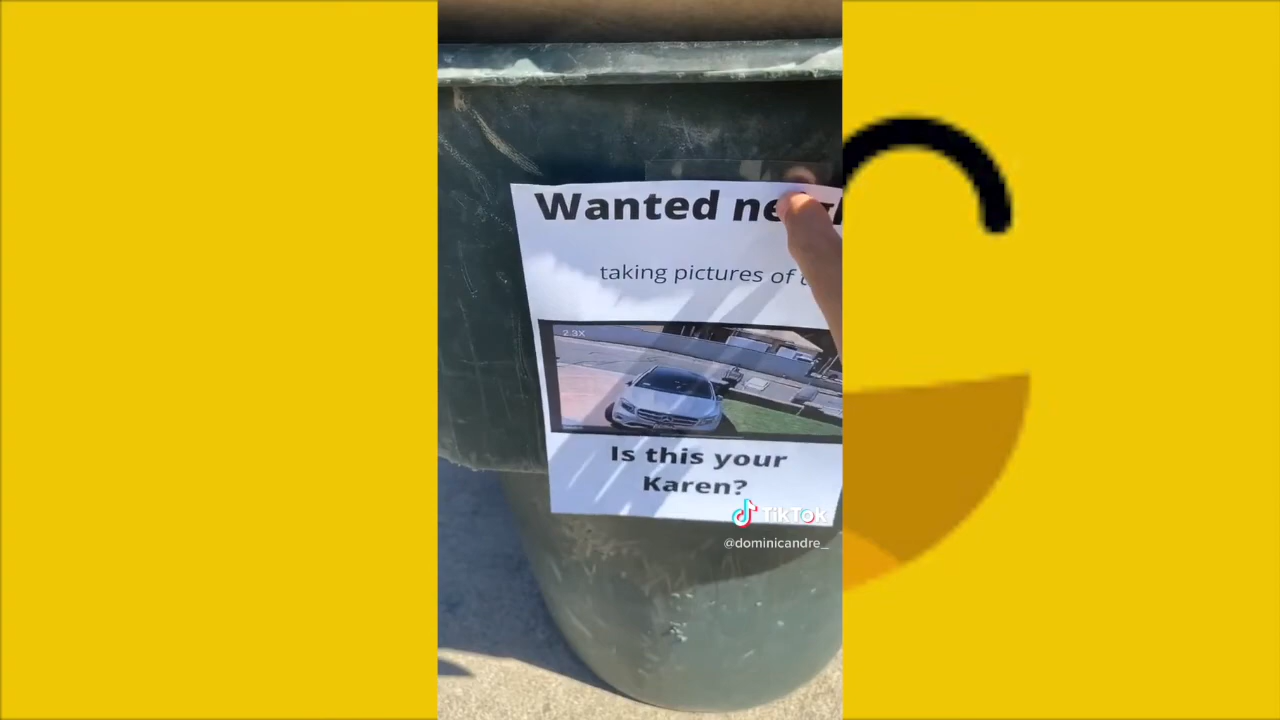 Wanted
taking pictures of
2.3X
Is this your
Karen?
TikTok
@dominicandre_